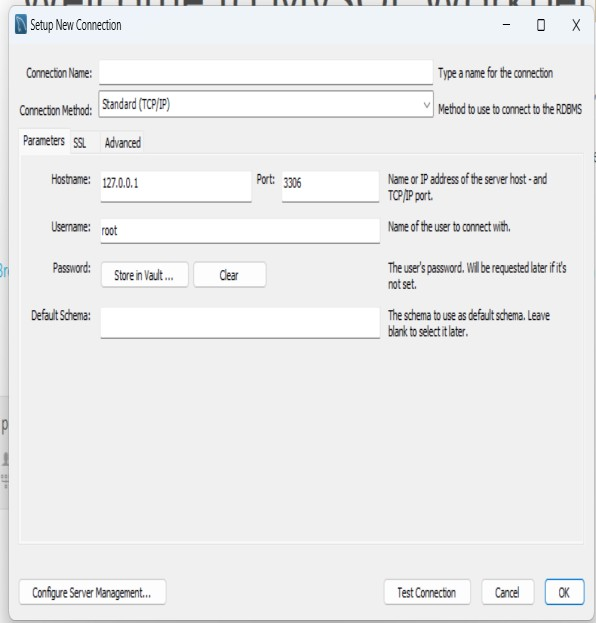 Welcome to MySQL Workben
Setup New Connection
Connection Name:
Type a name for the connection
Connection Method:
Standard (TCP/IP)
Method to use to connect to the RDBMS
Parameters
SSL
Advanced
Hostname:
127.0.0.1
Port:
3306
Name or IP address of the server host - and
TCP/IP port.
Username:
root
Name of the user to connect with.
Password:
Store in Vault ...
Clear
The user's password. Will be requested later if it's
not set.
Default Schema:
The schema to use as default schema. Leave
blank to select it later.
Configure Server Management...
Test Connection
Cancel
OK